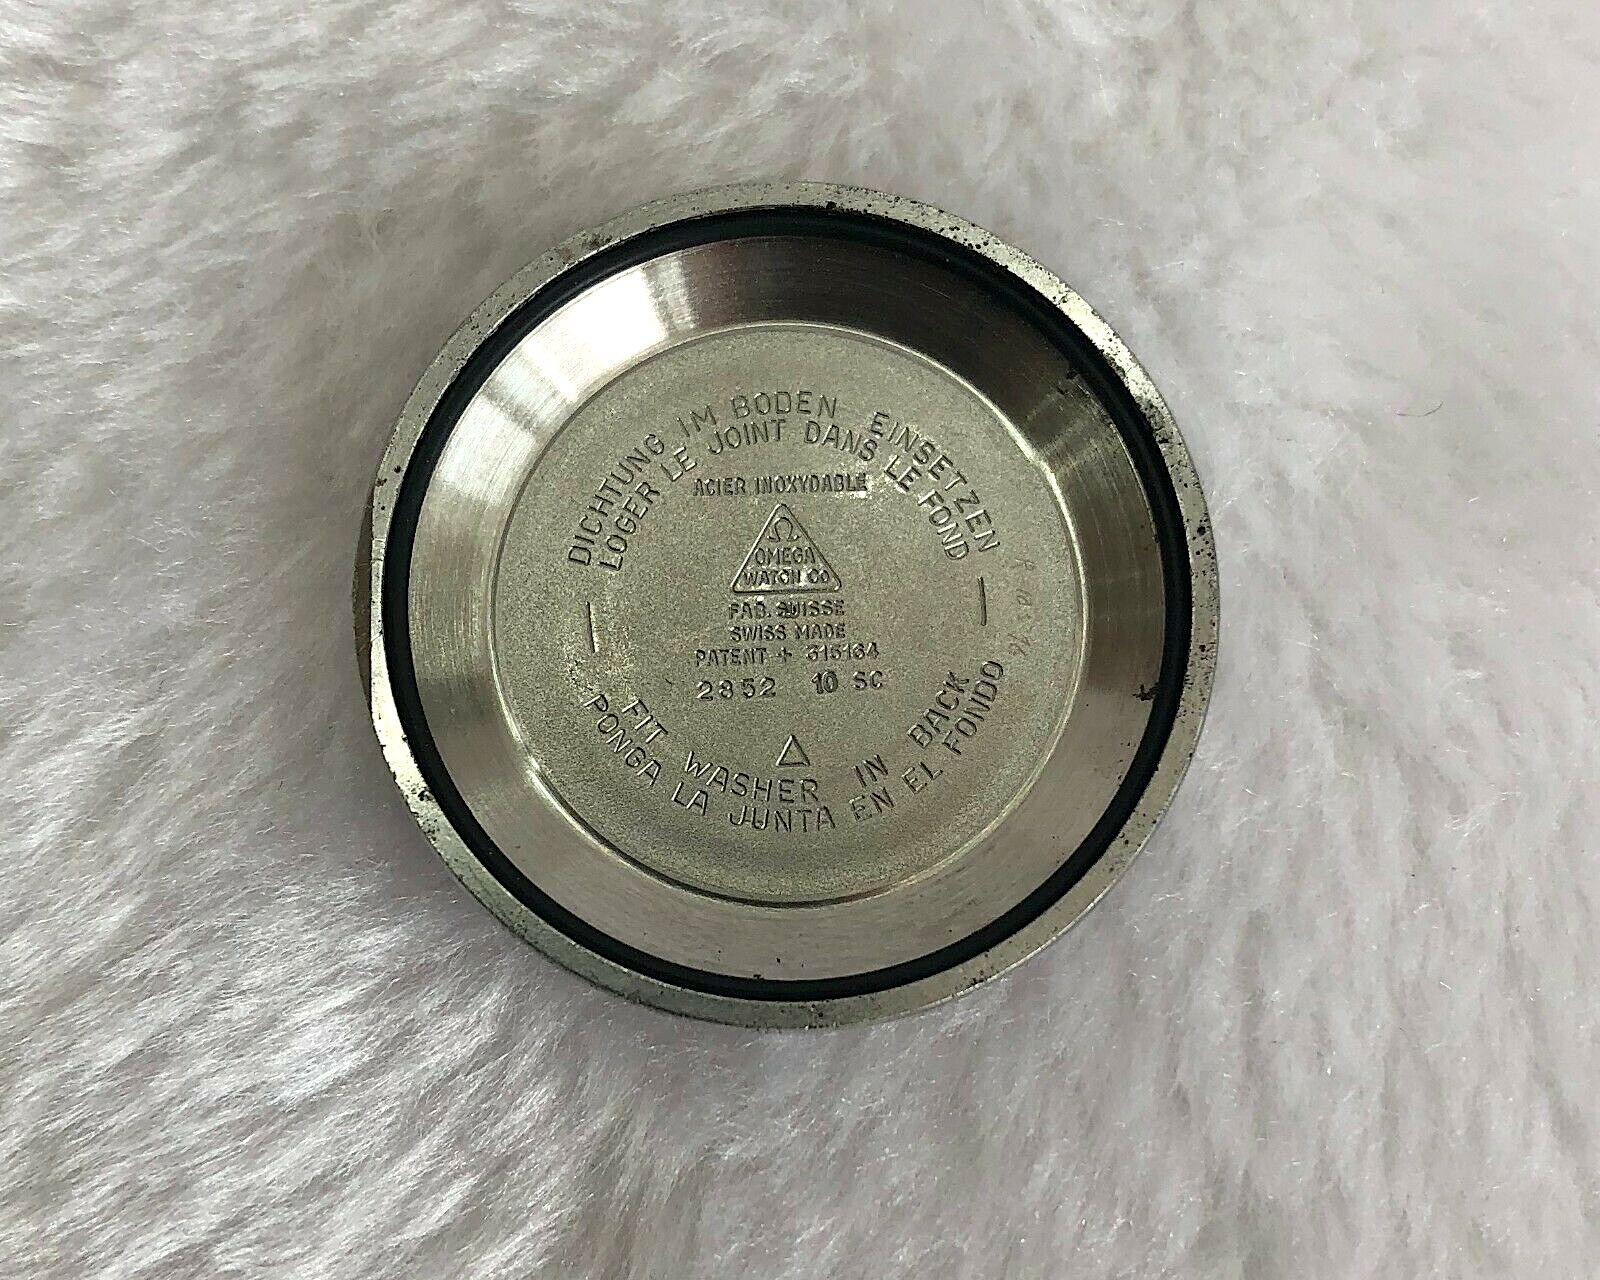 DICHTUNG IM BODEN EINSETZEN
LOGER LE JOINT DANS LE FOND
ACIER INOXYDABLE
Ω
OMEGA
WATCH CO
FAB. SUISSE
SWISS MADE
PATENT + 315164
2852 10 SC
FIT WASHER IN BACK
PONGA LA JUNTA EN EL FONDO